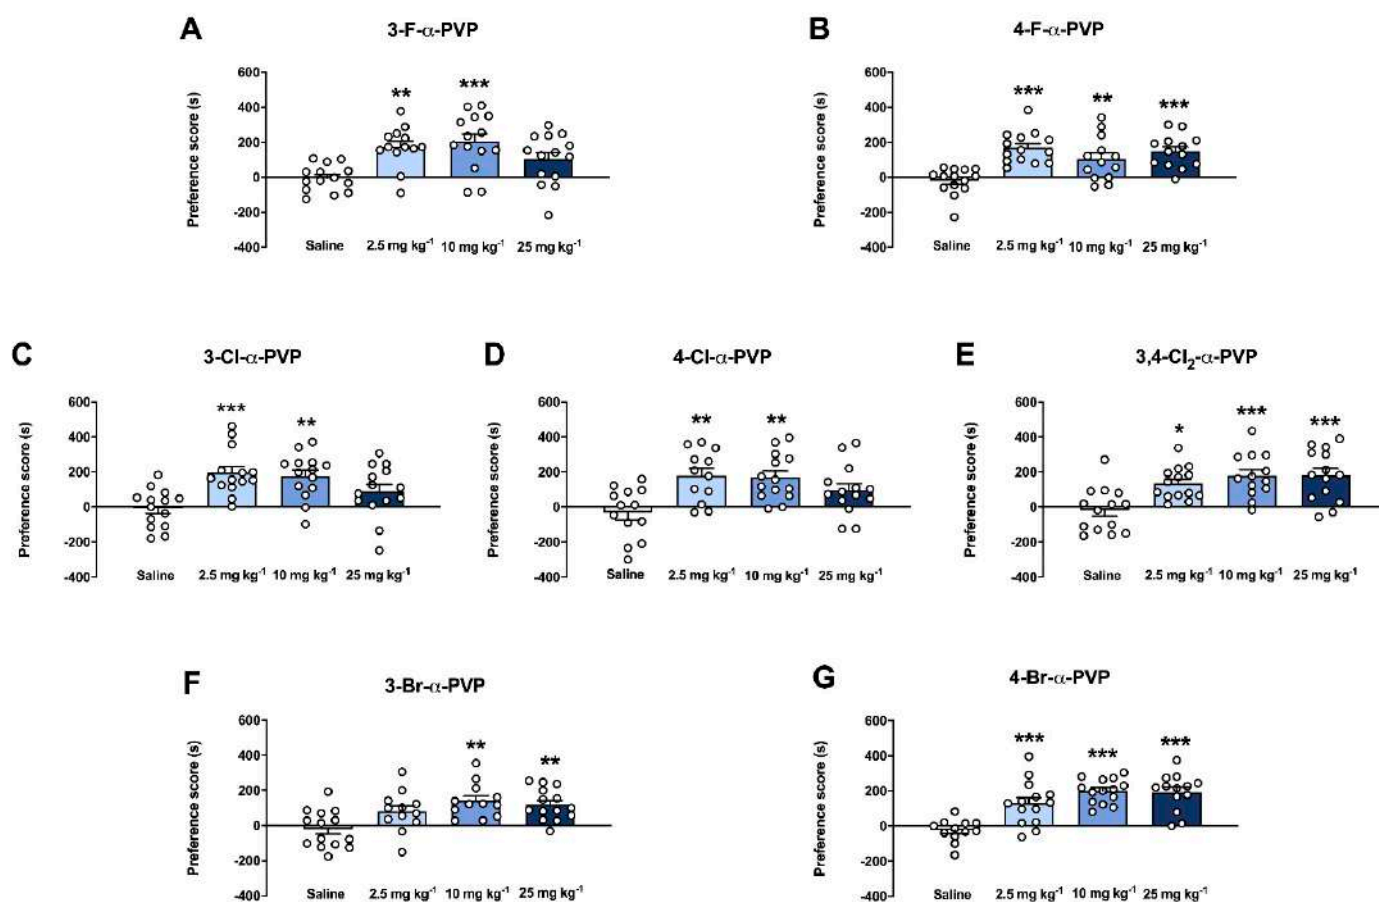 A
3-F-α-PVP
Preference score (s)
600
400
200
0
-200
-400
**
***
Saline
2.5 mg kg⁻¹
10 mg kg⁻¹
25 mg kg⁻¹
B
4-F-α-PVP
Preference score (s)
600
400
200
0
-200
-400
***
**
***
Saline
2.5 mg kg⁻¹
10 mg kg⁻¹
25 mg kg⁻¹
C
3-Cl-α-PVP
Preference score (s)
600
400
200
0
-200
-400
***
**
Saline
2.5 mg kg⁻¹
10 mg kg⁻¹
25 mg kg⁻¹
D
4-Cl-α-PVP
Preference score (s)
600
400
200
0
-200
-400
**
**
Saline
2.5 mg kg⁻¹
10 mg kg⁻¹
25 mg kg⁻¹
E
3,4-Cl₂-α-PVP
Preference score (s)
600
400
200
0
-200
-400
*
***
***
Saline
2.5 mg kg⁻¹
10 mg kg⁻¹
25 mg kg⁻¹
F
3-Br-α-PVP
Preference score (s)
600
400
200
0
-200
-400
**
**
Saline
2.5 mg kg⁻¹
10 mg kg⁻¹
25 mg kg⁻¹
G
4-Br-α-PVP
Preference score (s)
600
400
200
0
-200
-400
***
***
***
Saline
2.5 mg kg⁻¹
10 mg kg⁻¹
25 mg kg⁻¹